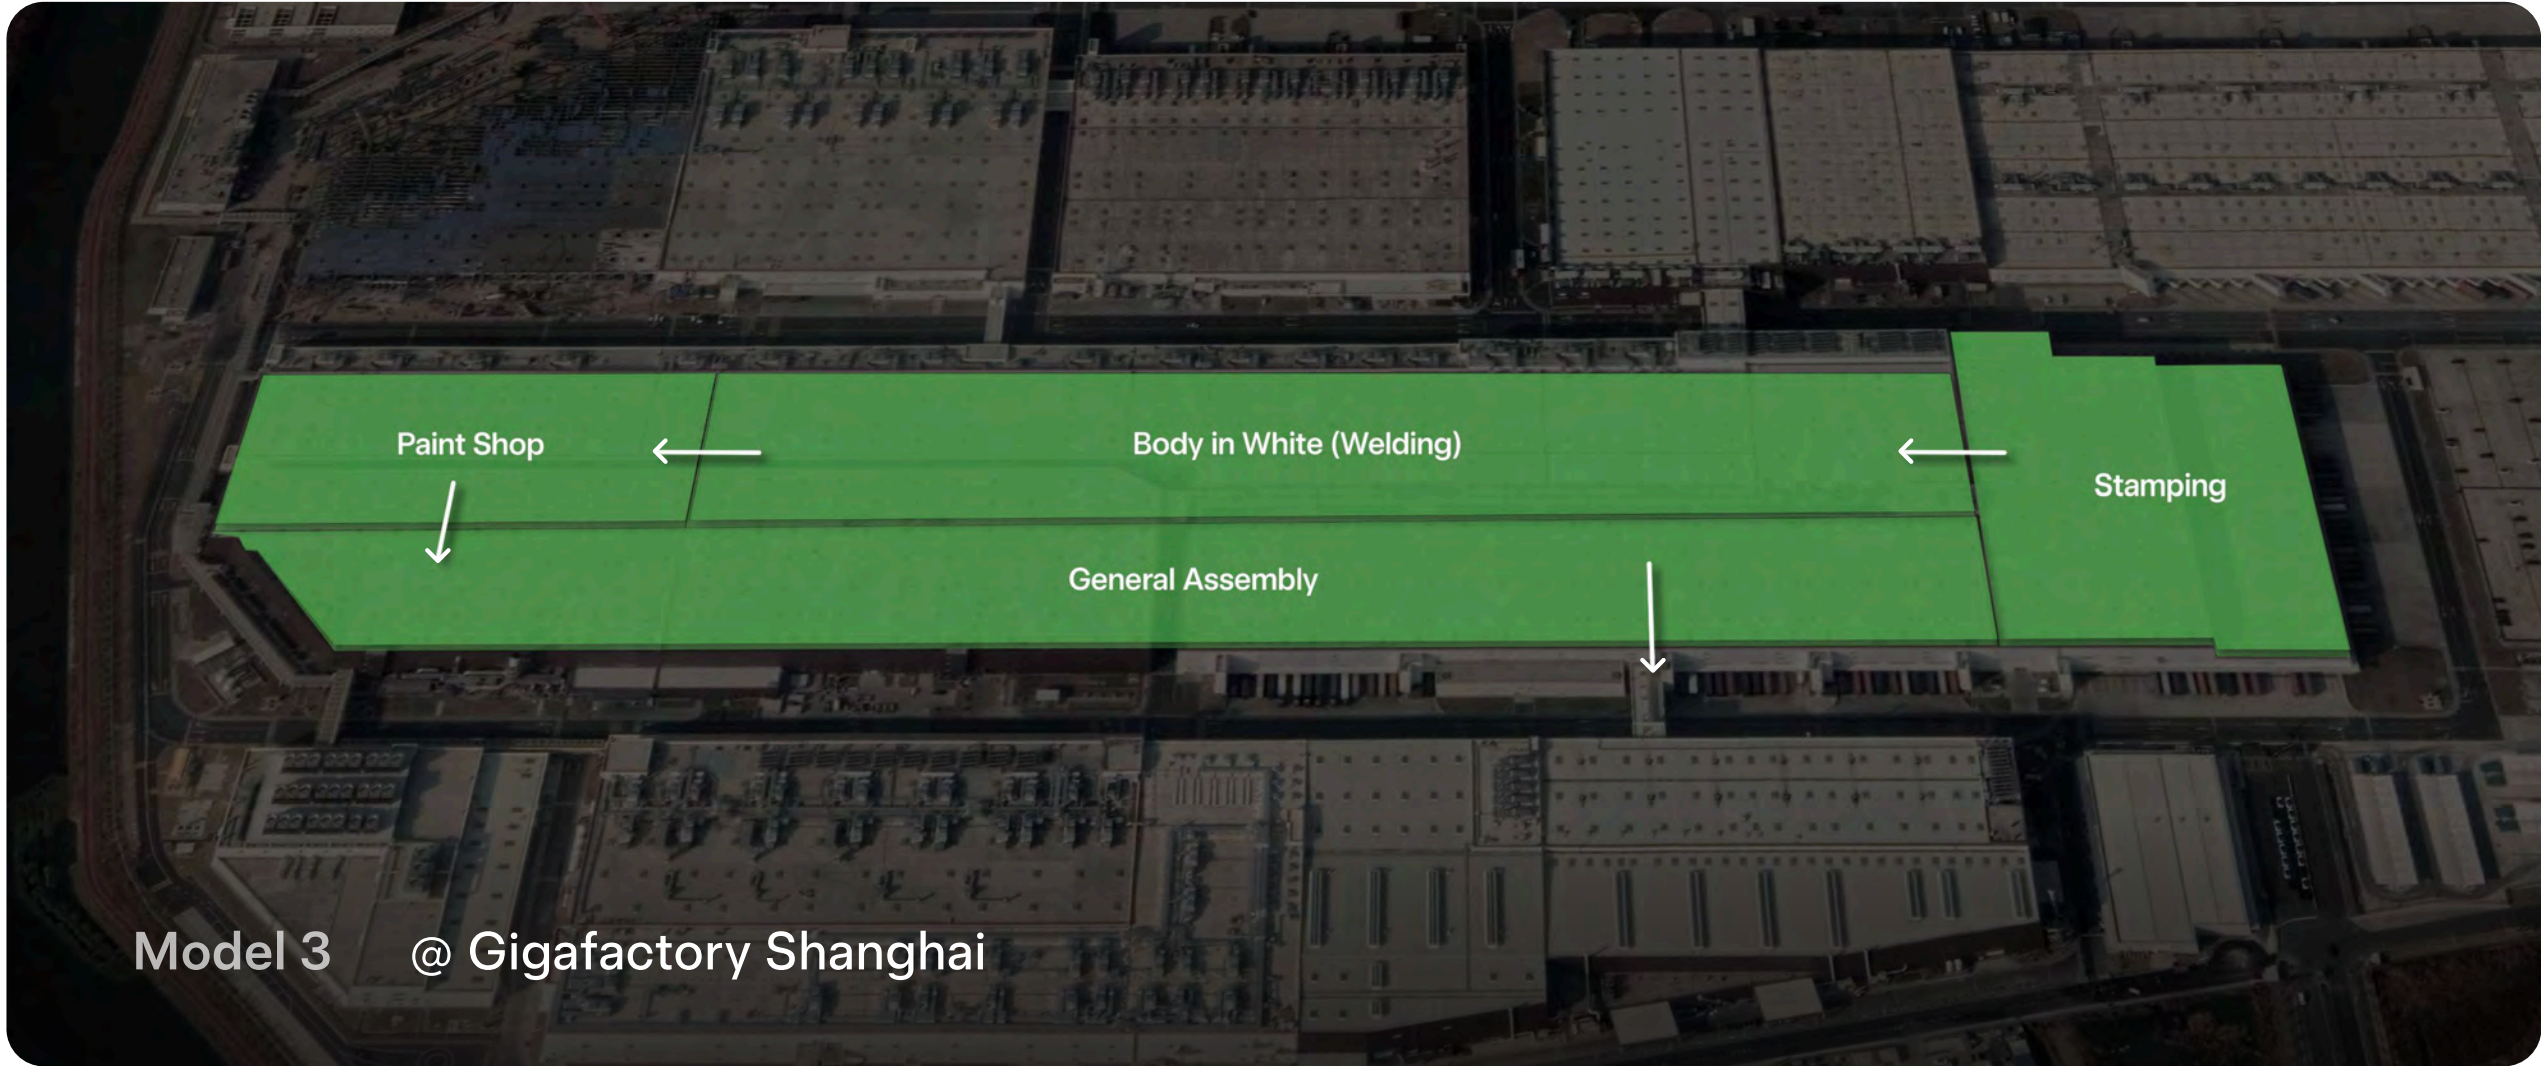 Paint Shop
Body in White (Welding)
Stamping
General Assembly
Model 3 @ Gigafactory Shanghai